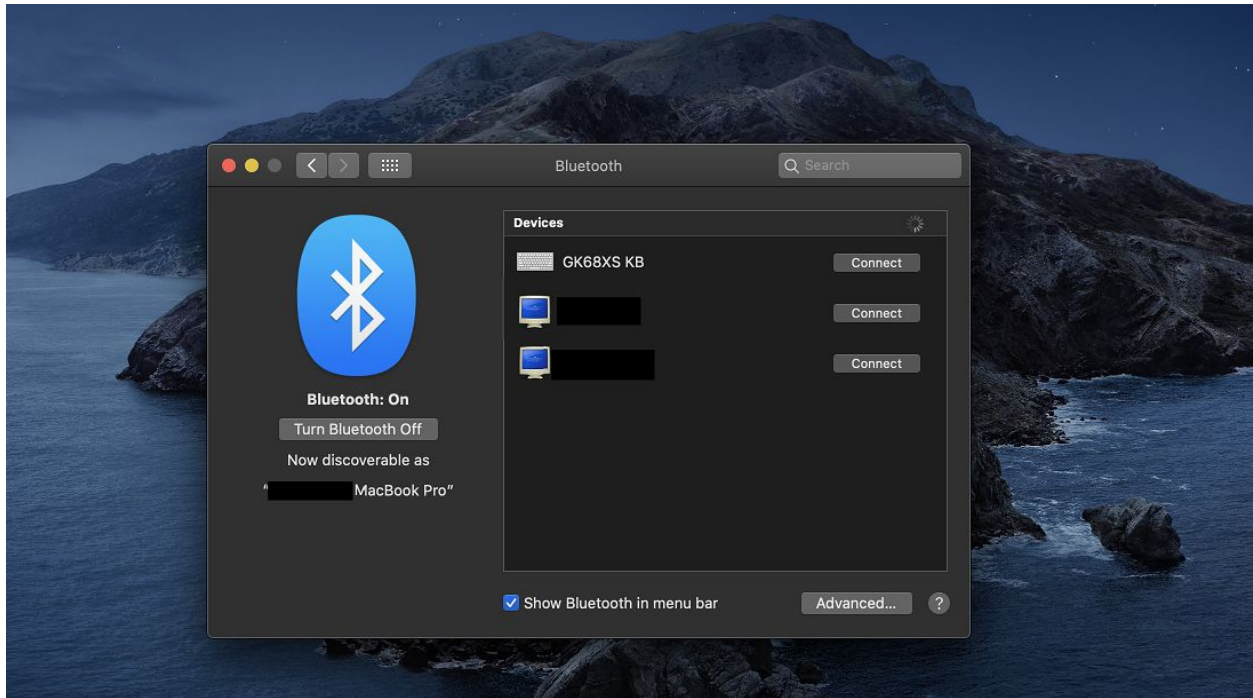 Bluetooth
Search
Devices
GK68XS KB
Connect
Connect
Connect
Bluetooth: On
Turn Bluetooth Off
Now discoverable as
“ MacBook Pro”
Show Bluetooth in menu bar
Advanced...
?